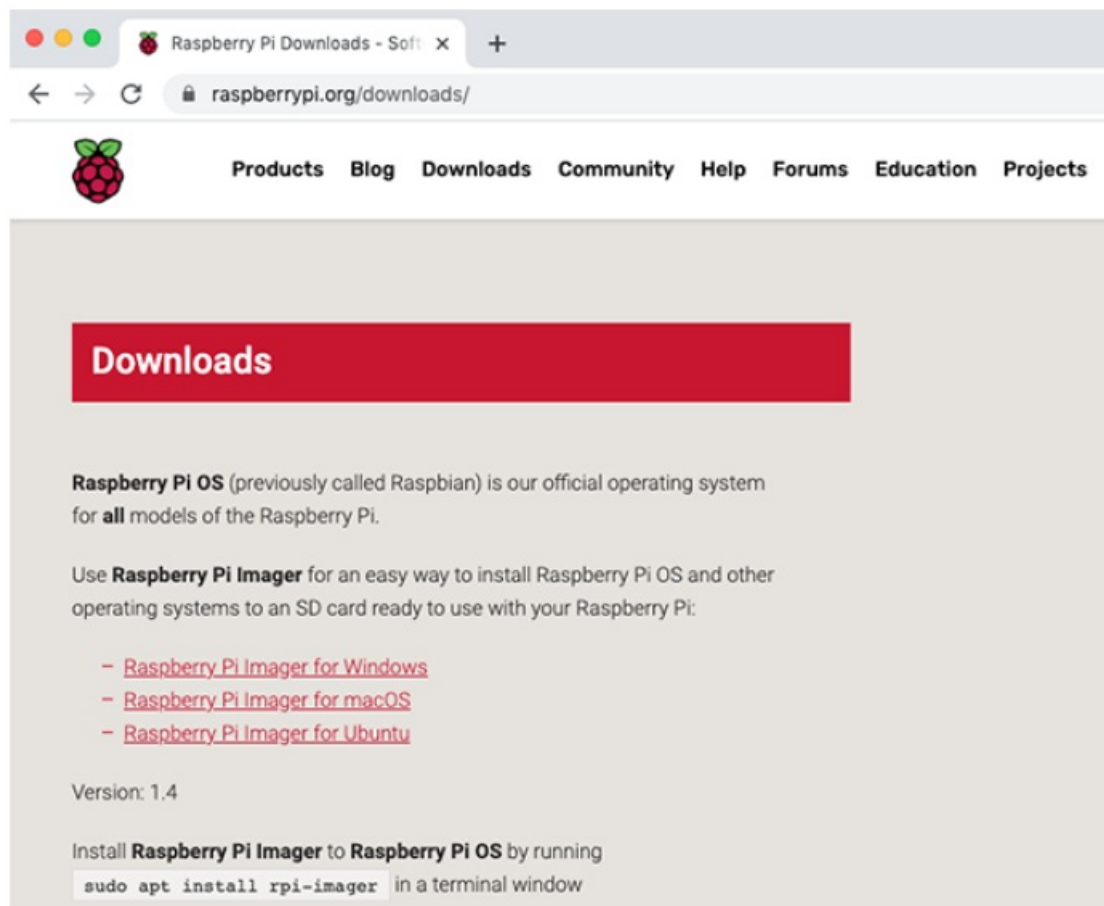 Raspberry Pi Downloads - Soft
raspberrypi.org/downloads/
Products Blog Downloads Community Help Forums Education Projects
Downloads
Raspberry Pi OS (previously called Raspbian) is our official operating system
for all models of the Raspberry Pi.
Use Raspberry Pi Imager for an easy way to install Raspberry Pi OS and other
operating systems to an SD card ready to use with your Raspberry Pi:
– Raspberry Pi Imager for Windows
– Raspberry Pi Imager for macOS
– Raspberry Pi Imager for Ubuntu
Version: 1.4
Install Raspberry Pi Imager to Raspberry Pi OS by running
sudo apt install rpi-imager in a terminal window